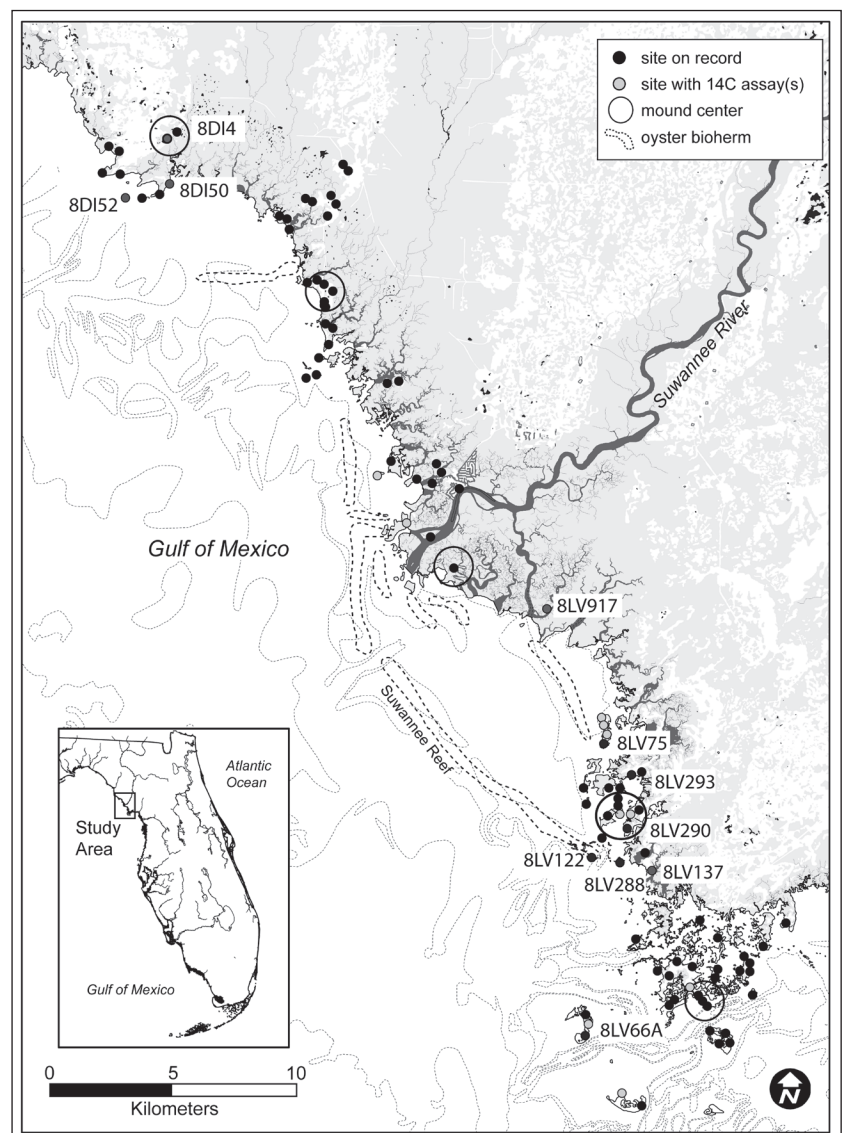 site on record
site with 14C assay(s)
mound center
oyster bioherm
8DI4
8DI50
8DI52
Suwannee River
Gulf of Mexico
8LV917
Suwannee Reef
8LV75
8LV293
8LV290
8LV122
8LV137
8LV288
8LV66A
Atlantic
Ocean
Study
Area
Gulf of Mexico
0
5
10
Kilometers
N